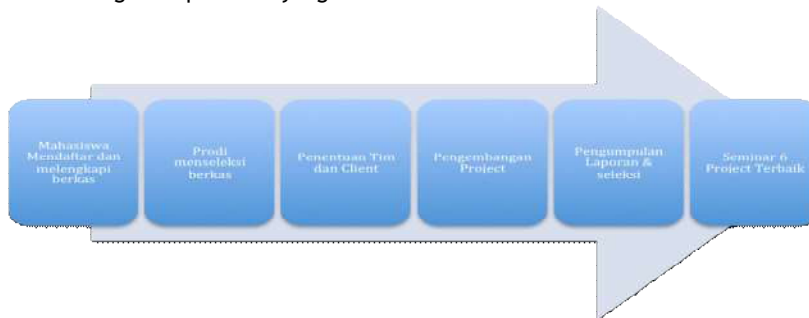 Mahasiswa
Mendaftar dan
melengkapi
berkas
Prodi
menseleksi
berkas
Penentuan Tim
dan Client
Pengembangan
Project
Pengumpulan
Laporan &
seleksi
Seminar 6
Project Terbaik